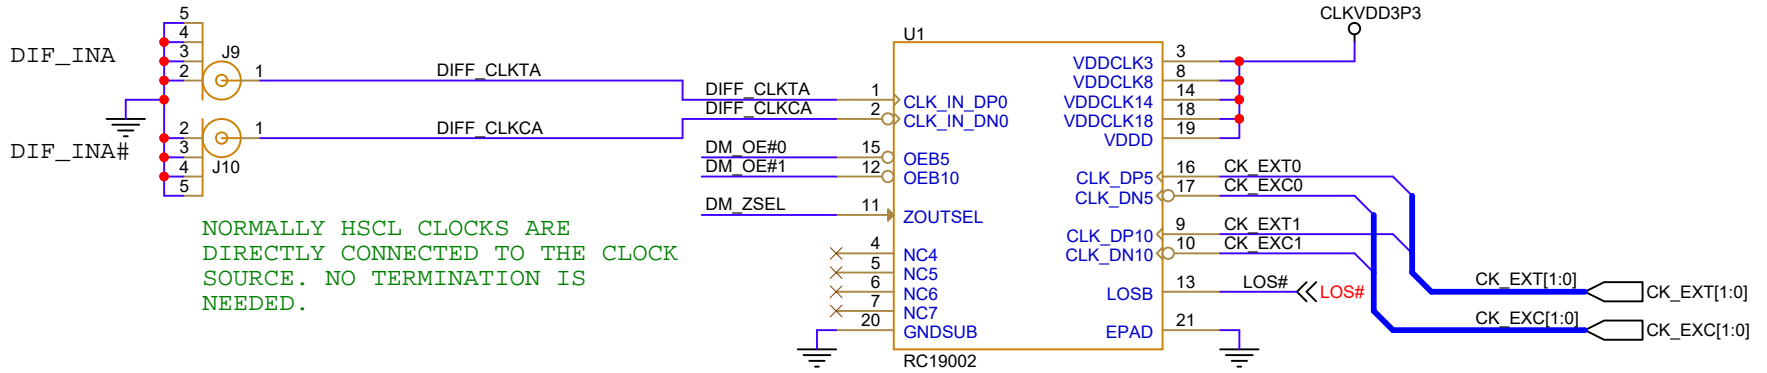 CLKVDD3P3
DIF_INA
5
4
3
2
J9
1
DIFF_CLKTA
DIF_INA#
2
3
4
5
J10
1
DIFF_CLKCA
NORMALLY HSCL CLOCKS ARE
DIRECTLY CONNECTED TO THE CLOCK
SOURCE. NO TERMINATION IS
NEEDED.
U1
DIFF_CLKTA 1 CLK_IN_DP0
DIFF_CLKCA 2 CLK_IN_DN0
DM_OE#0 15 OEB5
DM_OE#1 12 OEB10
DM_ZSEL 11 ZOUTSEL
4 NC4
5 NC5
6 NC6
7 NC7
20 GNDSUB
VDDCLK3 3
VDDCLK8 8
VDDCLK14 14
VDDCLK18 18
VDDD 19
CLK_DP5 16 CK_EXT0
CLK_DN5 17 CK_EXC0
CLK_DP10 9 CK_EXT1
CLK_DN10 10 CK_EXC1
LOSB 13 LOS# LOS#
EPAD 21
RC19002
CK_EXT[1:0] CK_EXT[1:0]
CK_EXC[1:0] CK_EXC[1:0]